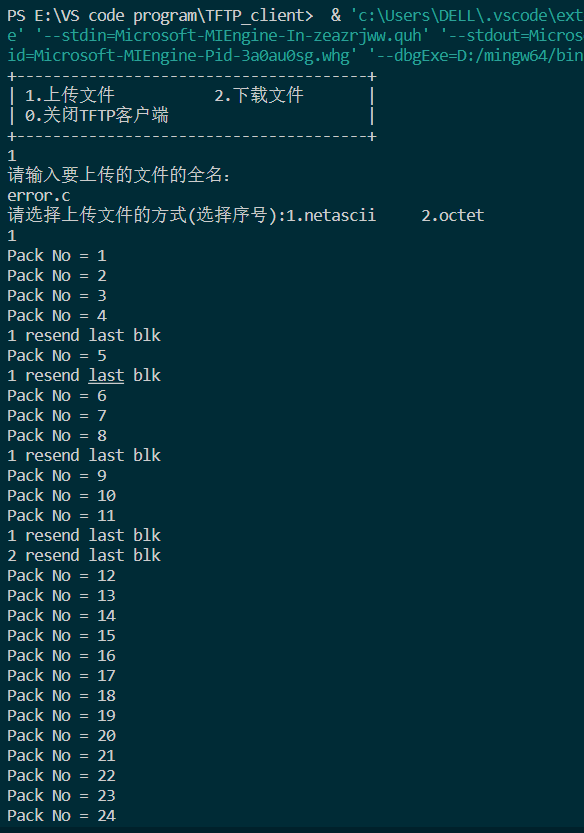 PS E:\VS code program\TFTP_client>  & 'c:\Users\DELL\.vscode\ext
e' '--stdin=Microsoft-MIEngine-In-zeazrjww.quh' '--stdout=Micros
id=Microsoft-MIEngine-Pid-3a0au0sg.whg' '--dbgExe=D:/mingw64/bin
+---------------------------------------+
| 1.上传文件           2.下载文件       |
| 0.关闭TFTP客户端                      |
+---------------------------------------+
1
请输入要上传的文件的全名：
error.c
请选择上传文件的方式(选择序号):1.netascii     2.octet
1
Pack No = 1
Pack No = 2
Pack No = 3
Pack No = 4
1 resend last blk
Pack No = 5
1 resend last blk
Pack No = 6
Pack No = 7
Pack No = 8
1 resend last blk
Pack No = 9
Pack No = 10
Pack No = 11
1 resend last blk
2 resend last blk
Pack No = 12
Pack No = 13
Pack No = 14
Pack No = 15
Pack No = 16
Pack No = 17
Pack No = 18
Pack No = 19
Pack No = 20
Pack No = 21
Pack No = 22
Pack No = 23
Pack No = 24